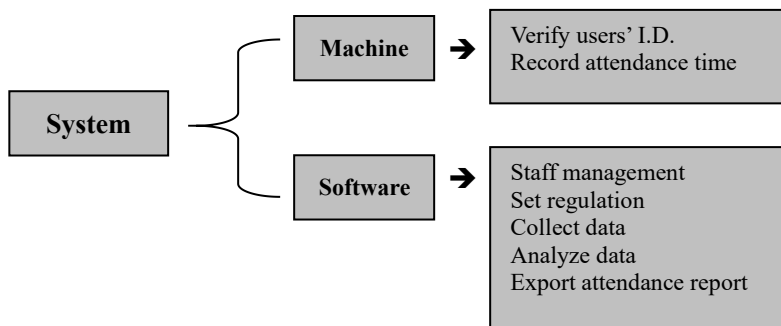 System
Machine
Verify users’ I.D.
Record attendance time
Software
Staff management
Set regulation
Collect data
Analyze data
Export attendance report